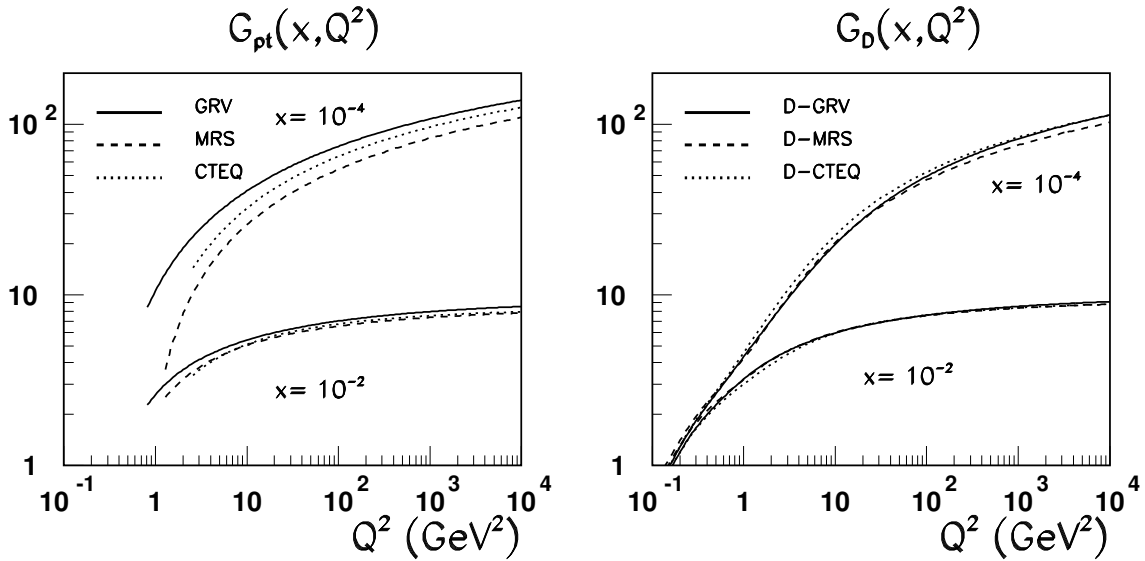 G_pt(x,Q²)
10²
10
1
GRV
MRS
CTEQ
x= 10⁻⁴
x= 10⁻²
10⁻¹ 1 10 10² 10³ 10⁴
Q² (GeV²)
G_D(x,Q²)
10²
10
1
D-GRV
D-MRS
D-CTEQ
x= 10⁻⁴
x= 10⁻²
10⁻¹ 1 10 10² 10³ 10⁴
Q² (GeV²)